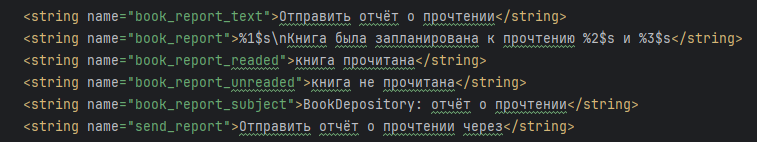 <string name="book_report_text">Отправить отчёт о прочтении</string>
<string name="book_report">%1$s\nКнига была запланирована к прочтению %2$s и %3$s</string>
<string name="book_report_readed">книга прочитана</string>
<string name="book_report_unreaded">книга не прочитана</string>
<string name="book_report_subject">BookDepository: отчёт о прочтении</string>
<string name="send_report">Отправить отчёт о прочтении через</string>